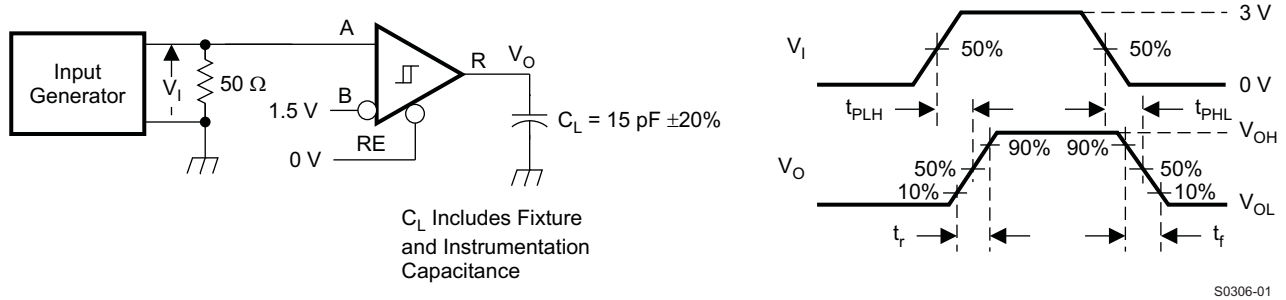 Input
Generator
V_I
50 Ω
A
1.5 V
B
0 V
RE
R
V_O
C_L = 15 pF ±20%
C_L Includes Fixture
and Instrumentation
Capacitance
V_I
50%
50%
3 V
0 V
t_PLH
t_PHL
V_O
50%
10%
90%
90%
50%
10%
V_OH
V_OL
t_r
t_f
S0306-01